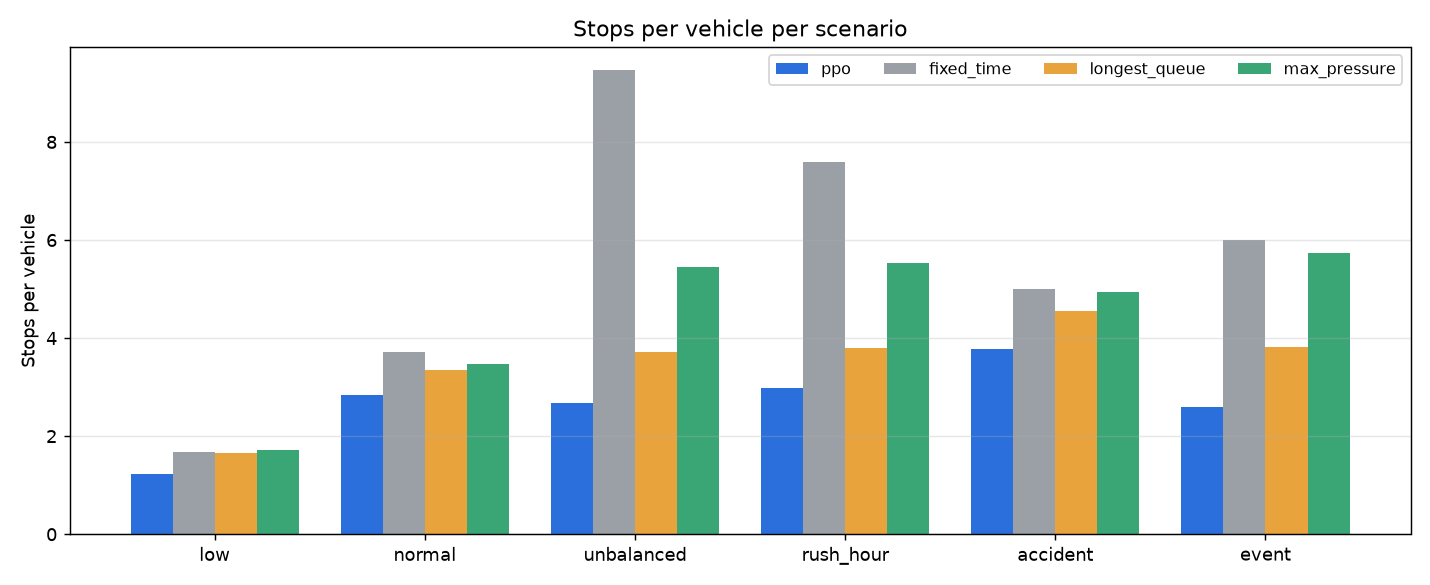 Stops per vehicle per scenario
ppo fixed_time longest_queue max_pressure
Stops per vehicle
8
6
4
2
0
low normal unbalanced rush_hour accident event